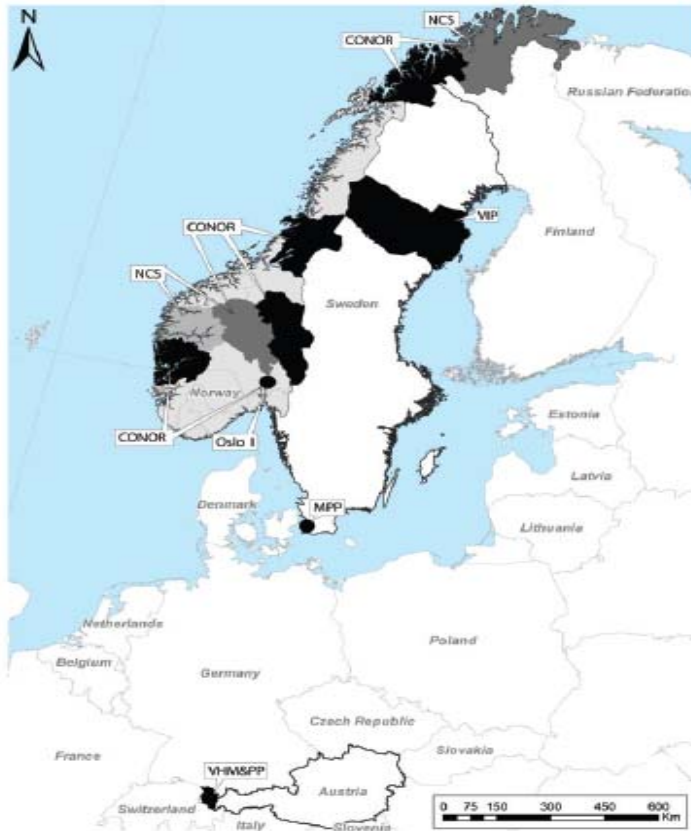 N
NCS
CONOR
Russian Federation
VIP
CONOR
Finland
NCS
Sweden
Norway
CONOR
Oslo II
Estonia
Latvia
Denmark
MPP
Lithuania
Netherlands
Poland
Belgium
Germany
Czech Republic
Slovakia
France
VHM&PP
Austria
Switzerland
Italy
Slovenia
0 75 150 300 450 600
Km